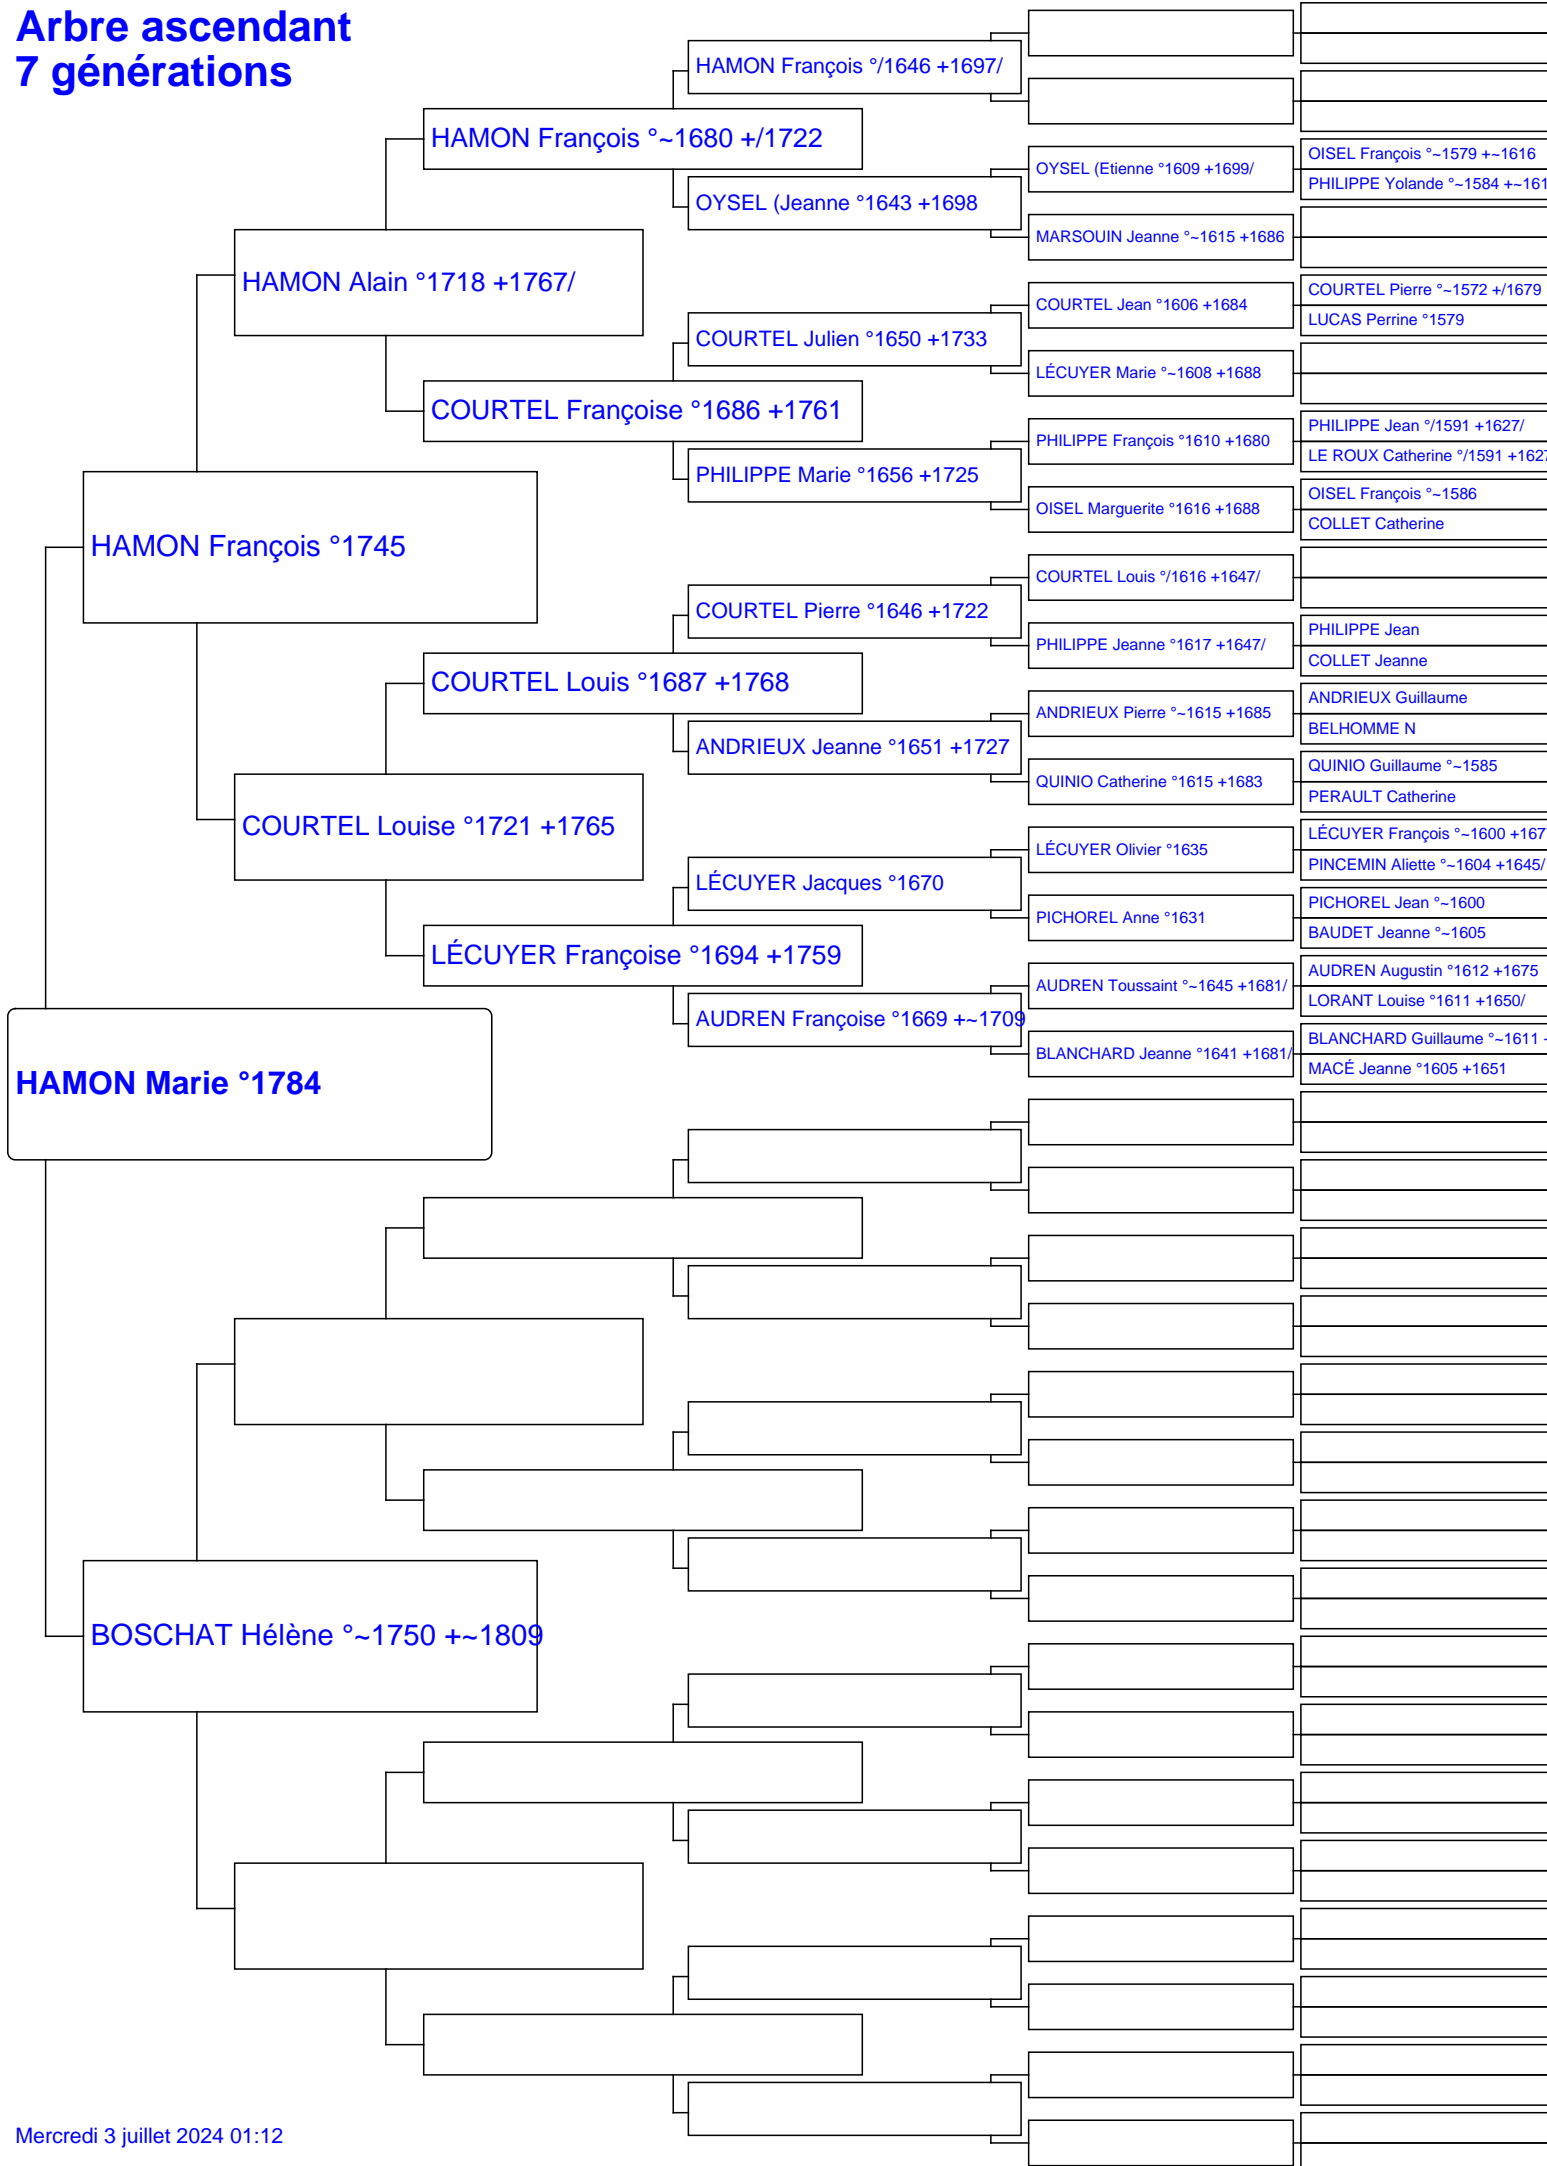 Arbre ascendant
7 générations
HAMON François °/1646 +1697/
HAMON François °~1680 +/1722
OISEL François °~1579 +~1616
OYSEL (Etienne °1609 +1699/
PHILIPPE Yolande °~1584 +~161
OYSEL (Jeanne °1643 +1698
MARSOUIN Jeanne °~1615 +1686
HAMON Alain °1718 +1767/
COURTEL Pierre °~1572 +/1679
COURTEL Jean °1606 +1684
LUCAS Perrine °1579
COURTEL Julien °1650 +1733
LÉCUYER Marie °~1608 +1688
COURTEL Françoise °1686 +1761
PHILIPPE Jean °/1591 +1627/
PHILIPPE François °1610 +1680
LE ROUX Catherine °/1591 +1627
PHILIPPE Marie °1656 +1725
OISEL François °~1586
OISEL Marguerite °1616 +1688
COLLET Catherine
HAMON François °1745
COURTEL Louis °/1616 +1647/
COURTEL Pierre °1646 +1722
PHILIPPE Jean
PHILIPPE Jeanne °1617 +1647/
COLLET Jeanne
COURTEL Louis °1687 +1768
ANDRIEUX Guillaume
ANDRIEUX Pierre °~1615 +1685
BELHOMME N
ANDRIEUX Jeanne °1651 +1727
QUINIO Guillaume °~1585
QUINIO Catherine °1615 +1683
PERAULT Catherine
COURTEL Louise °1721 +1765
LÉCUYER François °~1600 +167
LÉCUYER Olivier °1635
PINCEMIN Aliette °~1604 +1645/
LÉCUYER Jacques °1670
PICHOREL Jean °~1600
PICHOREL Anne °1631
BAUDET Jeanne °~1605
LÉCUYER Françoise °1694 +1759
AUDREN Augustin °1612 +1675
AUDREN Toussaint °~1645 +1681/
LORANT Louise °1611 +1650/
AUDREN Françoise °1669 +~1709
BLANCHARD Guillaume °~1611 +
BLANCHARD Jeanne °1641 +1681/
MACÉ Jeanne °1605 +1651
HAMON Marie °1784
BOSCHAT Hélène °~1750 +~1809
Mercredi 3 juillet 2024 01:12